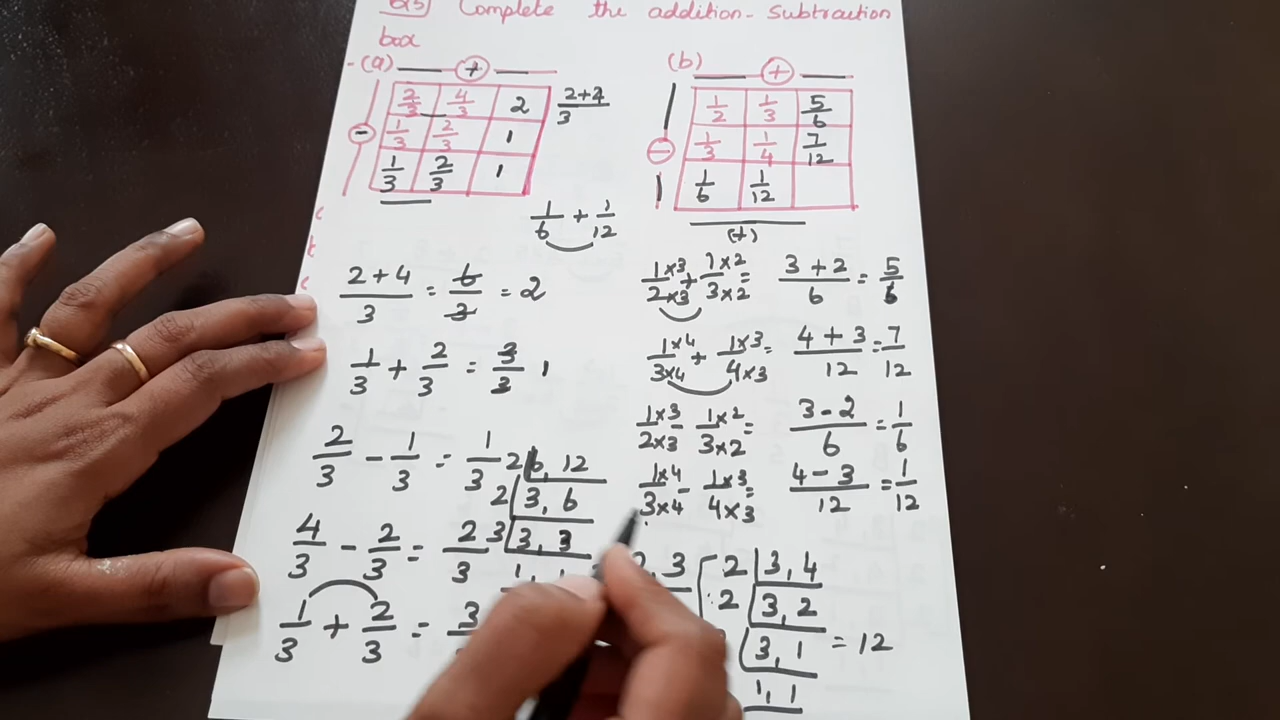 Q5 Complete the addition-subtraction
box
-(a) — + —
2/3 4/3 2
1/3 2/3 1
1/3 2/3 1
-
(2+4)/3
(b) — + —
1/2 1/3 5/6
1/3 1/4 7/12
1/6 1/12
-
(+)
1/6 + 1/12
(2+4)/3 = 6/3 = 2
1/3 + 2/3 = 3/3 1
2/3 - 1/3 = 1/3
4/3 - 2/3 = 2/3
1/3 + 2/3 = 3
2 6, 12
2 3, 6
3 3, 3
1, 1
(1×3)/(2×3) + (1×2)/(3×2) = (3+2)/6 = 5/6
(1×4)/(3×4) + (1×3)/(4×3) = (4+3)/12 = 7/12
(1×3)/(2×3) - (1×2)/(3×2) = (3-2)/6 = 1/6
(1×4)/(3×4) - (1×3)/(4×3) = (4-3)/12 = 1/12
2, 3
2 3, 4
2 3, 2
3, 1 = 12
1, 1